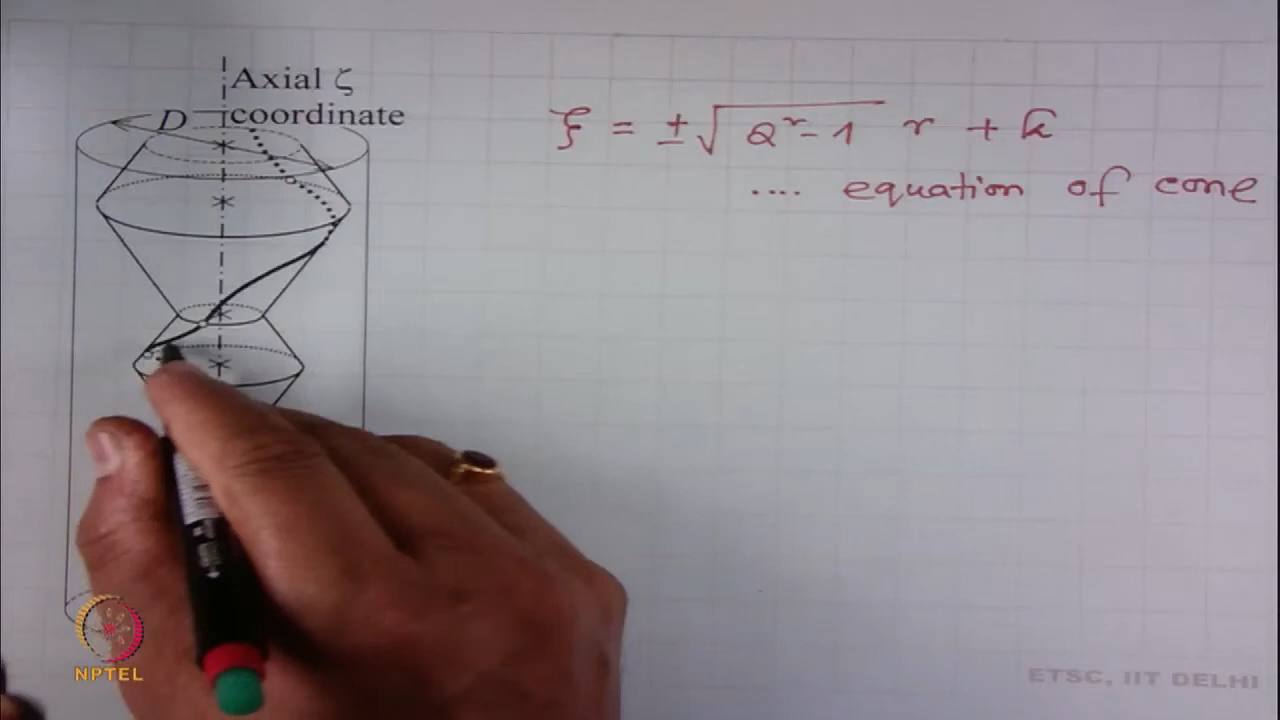 Axial ζ
D coordinate
ξ = ±√(Q²-1) r + k
.... equation of cone
NPTEL
ETSC, IIT DELHI